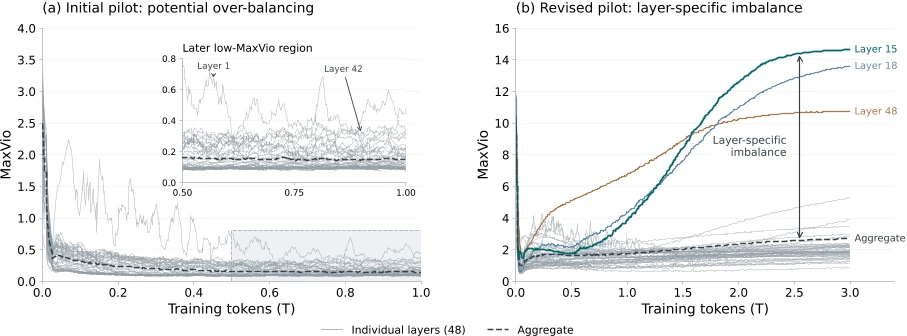 (a) Initial pilot: potential over-balancing
4.0
3.5
3.0
2.5
2.0
1.5
1.0
0.5
0.0
MaxVio
0.0
0.2
0.4
0.6
0.8
1.0
Training tokens (T)
Later low-MaxVio region
0.8
0.6
0.4
0.2
0.0
0.50
0.75
1.00
Layer 1
Layer 42
(b) Revised pilot: layer-specific imbalance
16
14
12
10
8
6
4
2
0
MaxVio
0.0
0.5
1.0
1.5
2.0
2.5
3.0
Training tokens (T)
Layer 15
Layer 18
Layer 48
Layer-specific
imbalance
Aggregate
Individual layers (48)
Aggregate